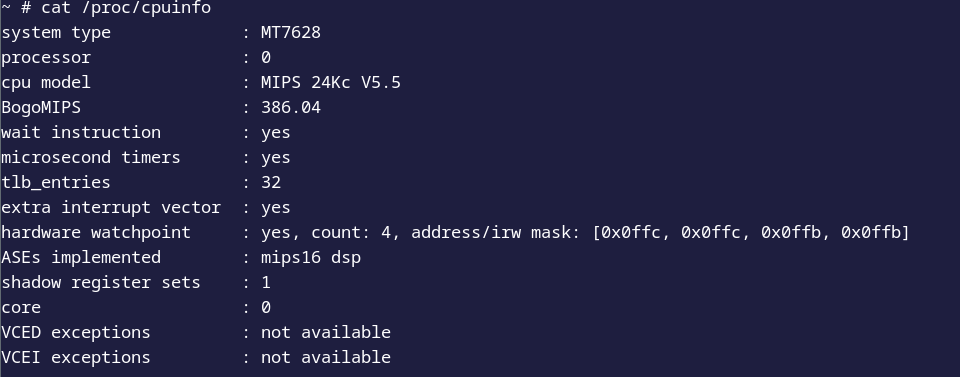 ~ # cat /proc/cpuinfo
system type             : MT7628
processor               : 0
cpu model               : MIPS 24Kc V5.5
BogoMIPS                : 386.04
wait instruction        : yes
microsecond timers      : yes
tlb_entries             : 32
extra interrupt vector  : yes
hardware watchpoint     : yes, count: 4, address/irw mask: [0x0ffc, 0x0ffc, 0x0ffb, 0x0ffb]
ASEs implemented        : mips16 dsp
shadow register sets    : 1
core                    : 0
VCED exceptions         : not available
VCEI exceptions         : not available